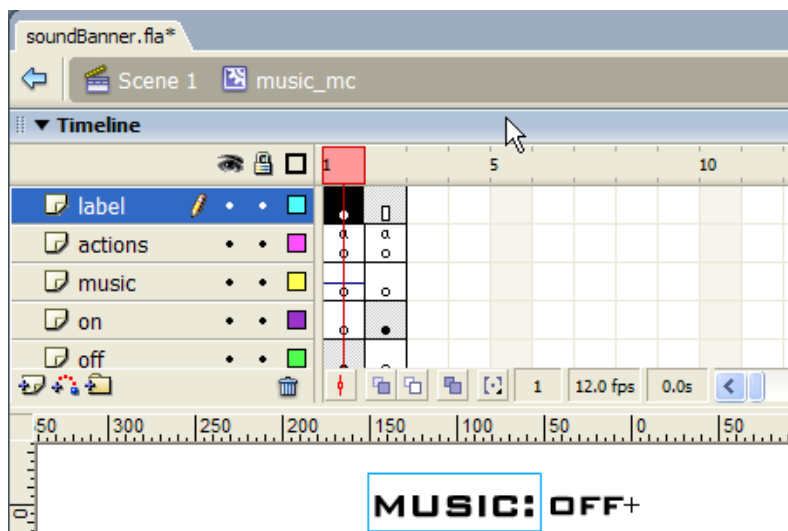 soundBanner.fla*
Scene 1 music_mc
Timeline
1 5 10
label
actions
a a
music
on
off
1 12.0 fps 0.0s
50 300 250 200 150 100 50 0 50
0
MUSIC: OFF+